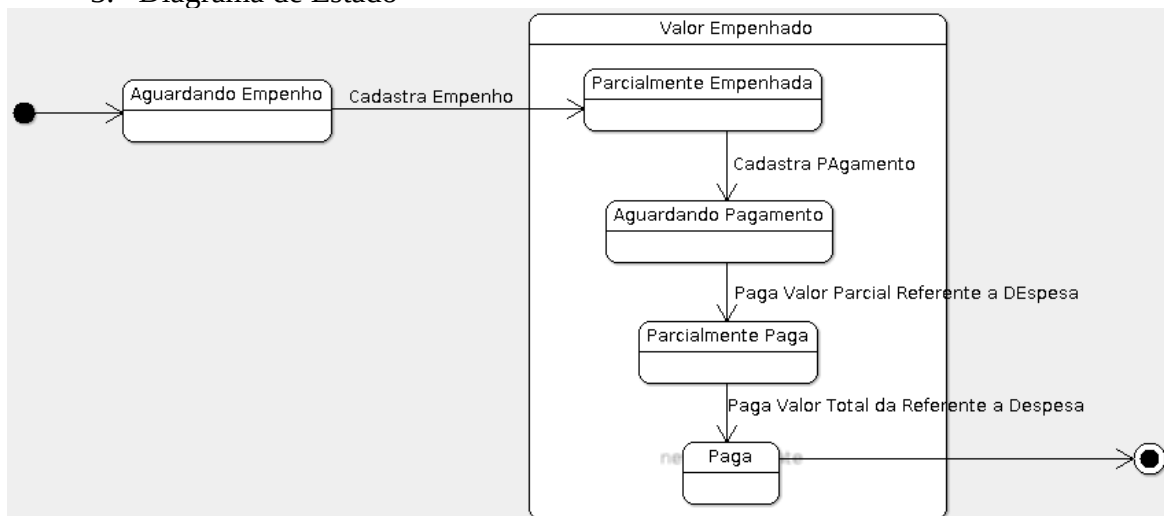 Diagrama de Estado
Valor Empenhado
Aguardando Empenho
Cadastra Empenho
Parcialmente Empenhada
Cadastra PAgamento
Aguardando Pagamento
Paga Valor Parcial Referente a DEspesa
Parcialmente Paga
Paga Valor Total da Referente a Despesa
Paga